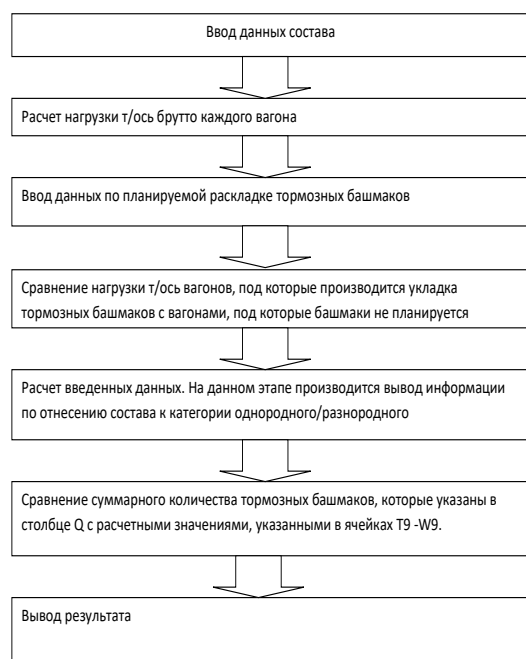 Ввод данных состава
Расчет нагрузки т/ось брутто каждого вагона
Ввод данных по планируемой раскладке тормозных башмаков
Сравнение нагрузки т/ось вагонов, под которые производится укладка
тормозных башмаков с вагонами, под которые башмаки не планируется
Расчет введенных данных. На данном этапе производится вывод информации
по отнесению состава к категории однородного/разнородного
Сравнение суммарного количества тормозных башмаков, которые указаны в
столбце Q с расчетными значениями, указанными в ячейках Т9 -W9.
Вывод результата